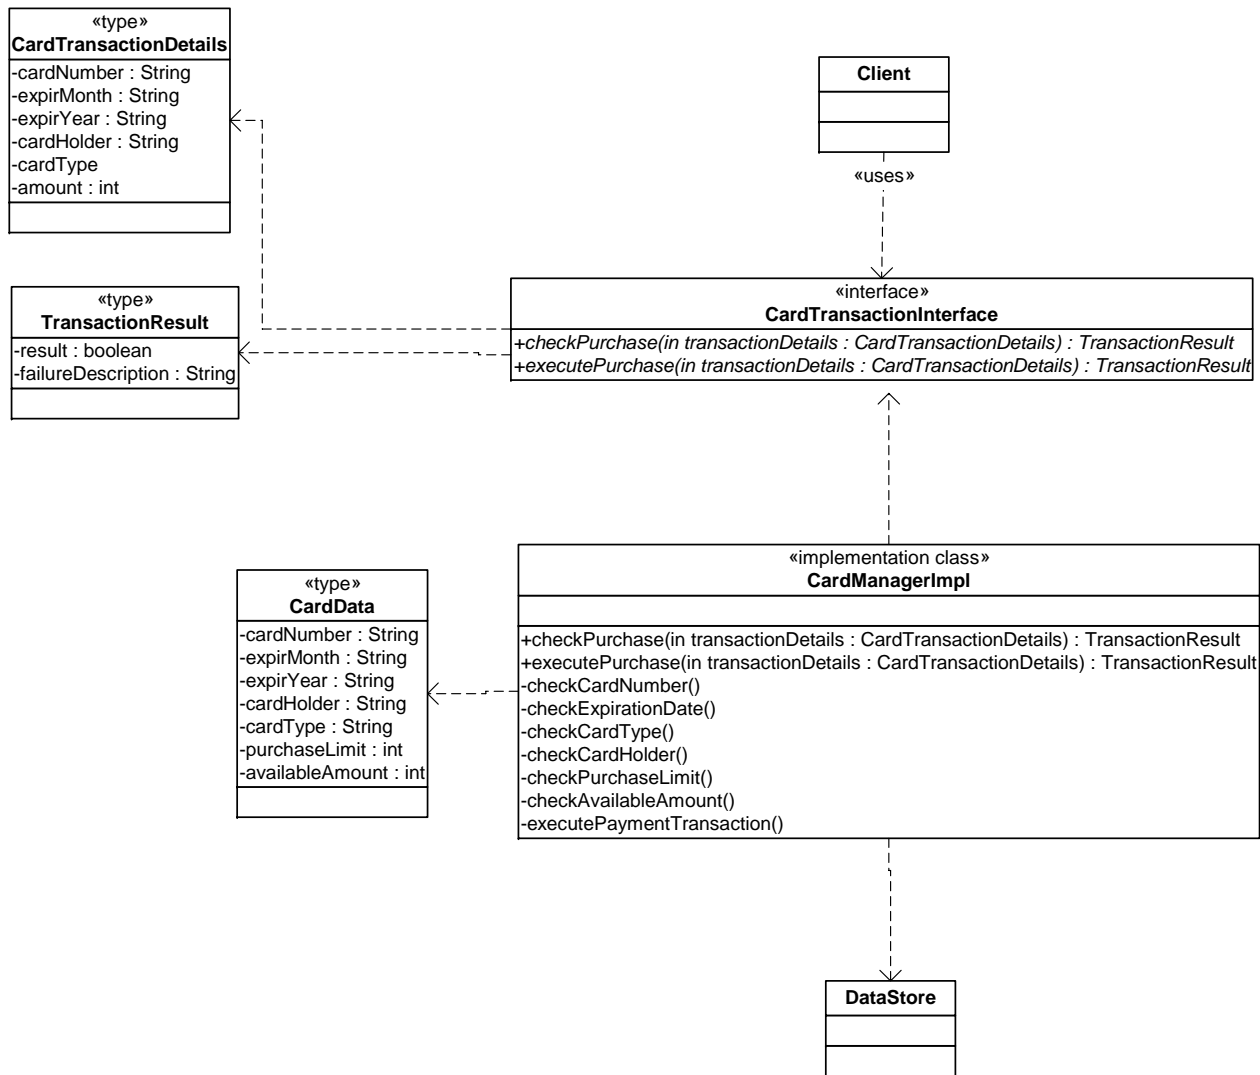 «type»
CardTransactionDetails
-cardNumber : String
-expirMonth : String
-expirYear : String
-cardHolder : String
-cardType
-amount : int
Client
«uses»
«type»
TransactionResult
-result : boolean
-failureDescription : String
«interface»
CardTransactionInterface
+checkPurchase(in transactionDetails : CardTransactionDetails) : TransactionResult
+executePurchase(in transactionDetails : CardTransactionDetails) : TransactionResult
«type»
CardData
-cardNumber : String
-expirMonth : String
-expirYear : String
-cardHolder : String
-cardType : String
-purchaseLimit : int
-availableAmount : int
«implementation class»
CardManagerImpl
+checkPurchase(in transactionDetails : CardTransactionDetails) : TransactionResult
+executePurchase(in transactionDetails : CardTransactionDetails) : TransactionResult
-checkCardNumber()
-checkExpirationDate()
-checkCardType()
-checkCardHolder()
-checkPurchaseLimit()
-checkAvailableAmount()
-executePaymentTransaction()
DataStore